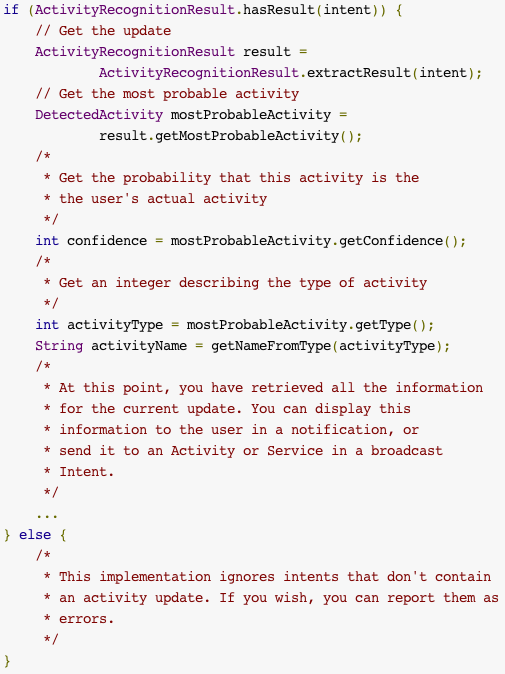 if (ActivityRecognitionResult.hasResult(intent)) {
    // Get the update
    ActivityRecognitionResult result =
            ActivityRecognitionResult.extractResult(intent);
    // Get the most probable activity
    DetectedActivity mostProbableActivity =
            result.getMostProbableActivity();
    /*
     * Get the probability that this activity is the
     * the user's actual activity
     */
    int confidence = mostProbableActivity.getConfidence();
    /*
     * Get an integer describing the type of activity
     */
    int activityType = mostProbableActivity.getType();
    String activityName = getNameFromType(activityType);
    /*
     * At this point, you have retrieved all the information
     * for the current update. You can display this
     * information to the user in a notification, or
     * send it to an Activity or Service in a broadcast
     * Intent.
     */
    ...
} else {
    /*
     * This implementation ignores intents that don't contain
     * an activity update. If you wish, you can report them as
     * errors.
     */
}